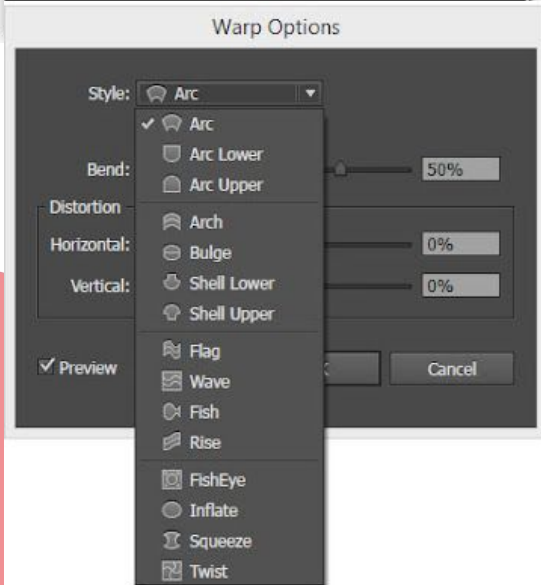 Warp Options
Style: Arc
Arc
Arc Lower
Arc Upper
Arch
Bulge
Shell Lower
Shell Upper
Flag
Wave
Fish
Rise
FishEye
Inflate
Squeeze
Twist
Bend: 50%
Distortion
Horizontal: 0%
Vertical: 0%
Preview
Cancel